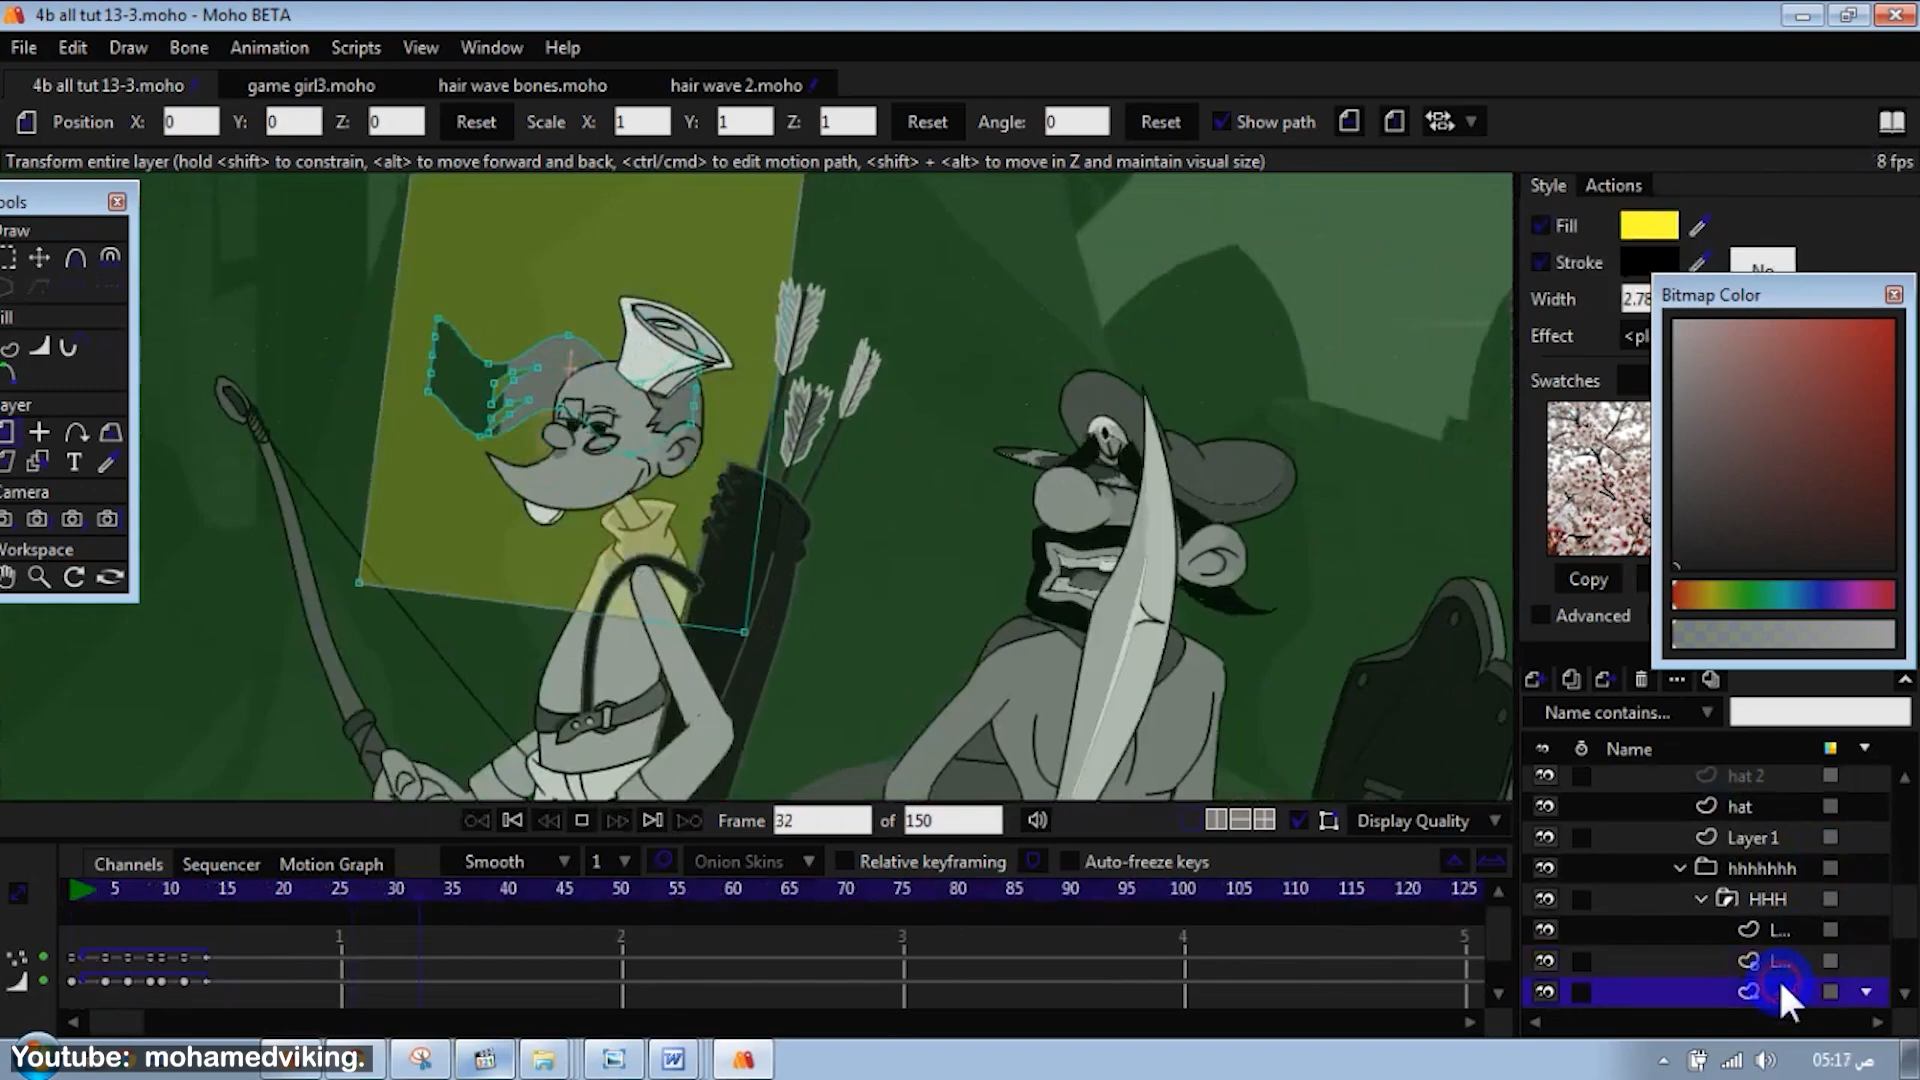 4b all tut 13-3.moho - Moho BETA
File Edit Draw Bone Animation Scripts View Window Help
4b all tut 13-3.moho game girl3.moho hair wave bones.moho hair wave 2.moho
Position X: 0 Y: 0 Z: 0 Reset Scale X: 1 Y: 1 Z: 1 Reset Angle: 0 Reset Show path
Transform entire layer (hold <shift> to constrain, <alt> to move forward and back, <ctrl/cmd> to edit motion path, <shift> + <alt> to move in Z and maintain visual size) 8 fps
ools
Draw
ill
ayer
T
Camera
Workspace
Style Actions
Fill
Stroke No
Width 2.78
Effect <pl
Swatches
Copy
Advanced
Bitmap Color
Name contains...
Name
hat 2
hat
Layer 1
hhhhhhh
HHH
L...
L...
Frame 32 of 150 Display Quality
Channels Sequencer Motion Graph Smooth 1 Onion Skins Relative keyframing Auto-freeze keys
5 10 15 20 25 30 35 40 45 50 55 60 65 70 75 80 85 90 95 100 105 110 115 120 125
1 2 3 4 5
Youtube: mohamedviking.
05:17 ص